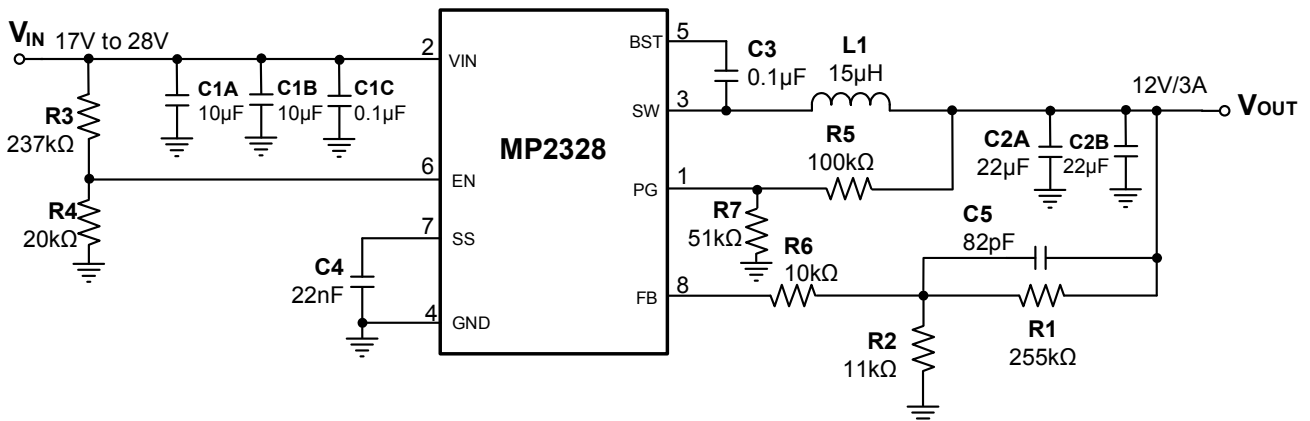 VIN 17V to 28V
R3
237kΩ
R4
20kΩ
C1A
10µF
C1B
10µF
C1C
0.1µF
C4
22nF
2
6
7
4
VIN
EN
SS
GND
MP2328
BST
SW
PG
FB
5
3
1
8
C3
0.1µF
L1
15µH
R5
100kΩ
R7
51kΩ
R6
10kΩ
R2
11kΩ
C5
82pF
R1
255kΩ
C2A
22µF
C2B
22µF
12V/3A
VOUT